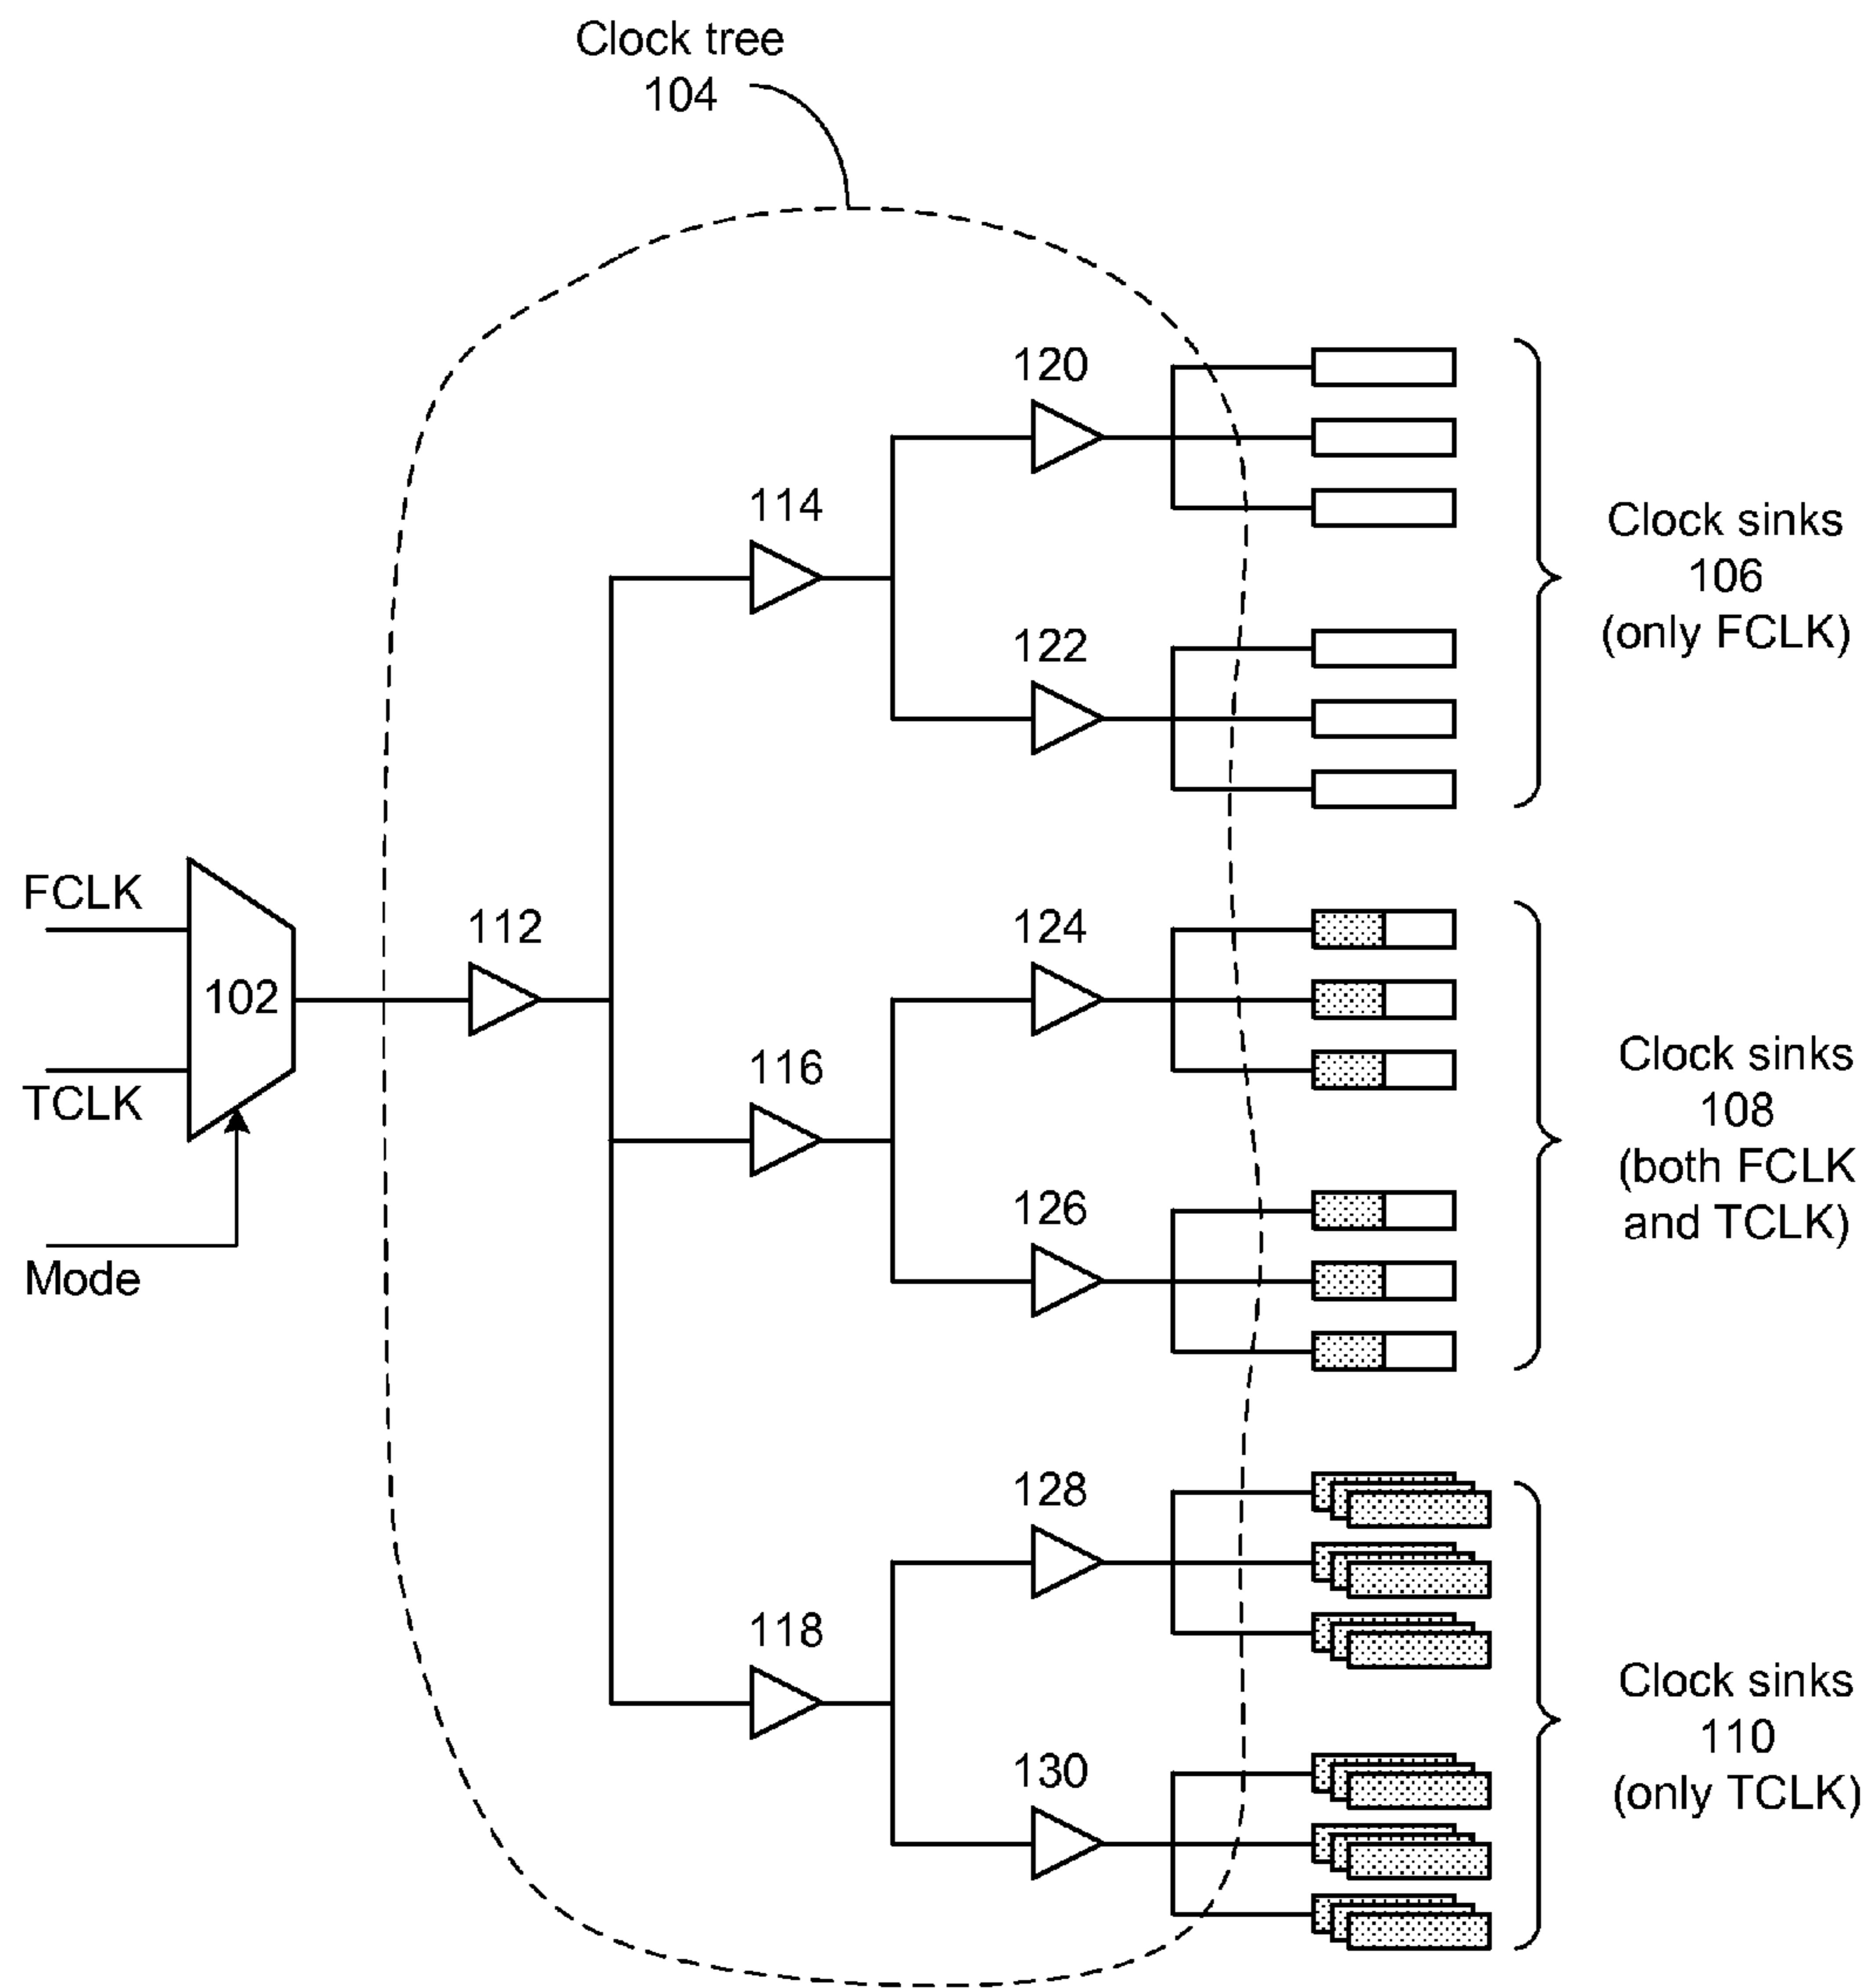 Clock tree
104
120
114
Clock sinks
106
(only FCLK)
122
FCLK
112
124
102
TCLK
116
Clock sinks
108
(both FCLK
and TCLK)
126
Mode
128
118
Clock sinks
110
(only TCLK)
130